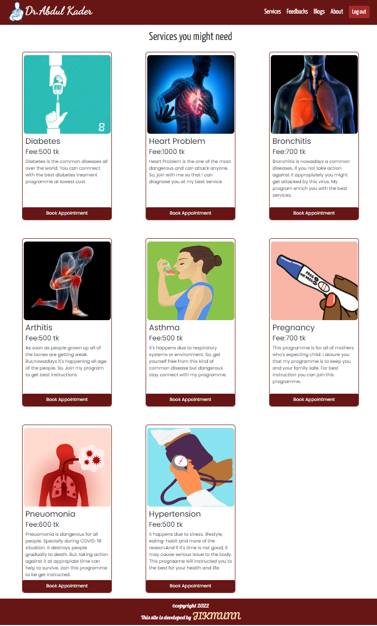 Dr.Abdul Kader
Services Feedbacks Blogs About Log out
Services you might need
Diabetes
Fee:500 tk
Diabetes is the common diseases all
over the world. You can connect
with the best diabetes treatment
programme at lowest cost.
Book Appointment
Heart Problem
Fee:1000 tk
Heart Problem is the one of the most
dangerous and can attack anyone.
So, join with me so that i can
diagnose you at my best service
Book Appointment
Bronchitis
Fee:700 tk
Bronchitis is nowadays a common
diseases. If you not take action
against it appropiately you might
get attacked by this virus. My
program enrich you with the best
services.
Book Appointment
Arthitis
Fee:500 tk
As soon as people grown up all of
the bones are getting weak.
But,nowadays it's happening all age
of the people. So, Join my program
to get best instructions
Book Appointment
Asthma
Fee:500 tk
It's happens due to respiratory
systems or environment. So, get
yourself free from this kind of
common disease but dangerous
stay connect with my programme.
Book Appointment
Pregnancy
Fee:700 tk
This programme is for all of mothers
who's expecting child. I assure you
that my programme is to keep you
and your family safe. For best
instruction you can join this
programme.
Book Appointment
Pneuomonia
Fee:600 tk
Pneuomonia is dangerous for all
people. Specially during COVID-19
situation. It destroys people
gradually to death. But, taking action
against it at appropiate time can
help to survive. Join this programme
to be get instructed.
Book Appointment
Hypertension
Fee:500 tk
It happens due to stress, lifestyle,
eating-habit and more of the
reason.And if it's time is not good, it
may cause serious issue to the body.
This programme will instructed you to
the best for your health and life
Book Appointment
©copyright 2022
This site is developed by JIKMUNN